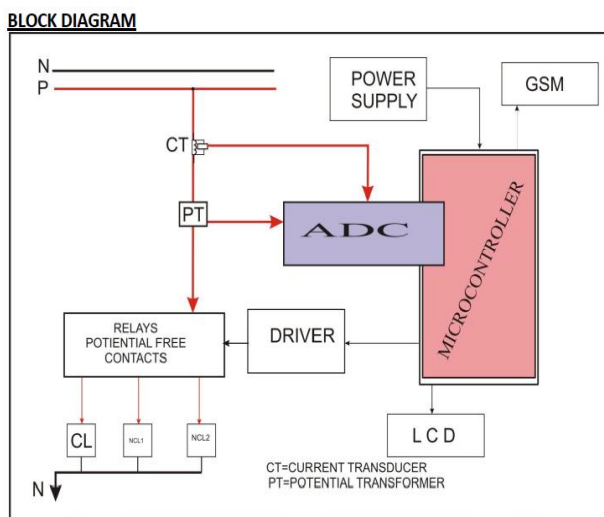 BLOCK DIAGRAM
N
P
POWER
SUPPLY
GSM
CT
PT
ADC
MICROCONTROLLER
RELAYS
POTIENTIAL FREE
CONTACTS
DRIVER
CL
NCL1
NCL2
LCD
N
CT=CURRENT TRANSDUCER
PT=POTENTIAL TRANSFORMER